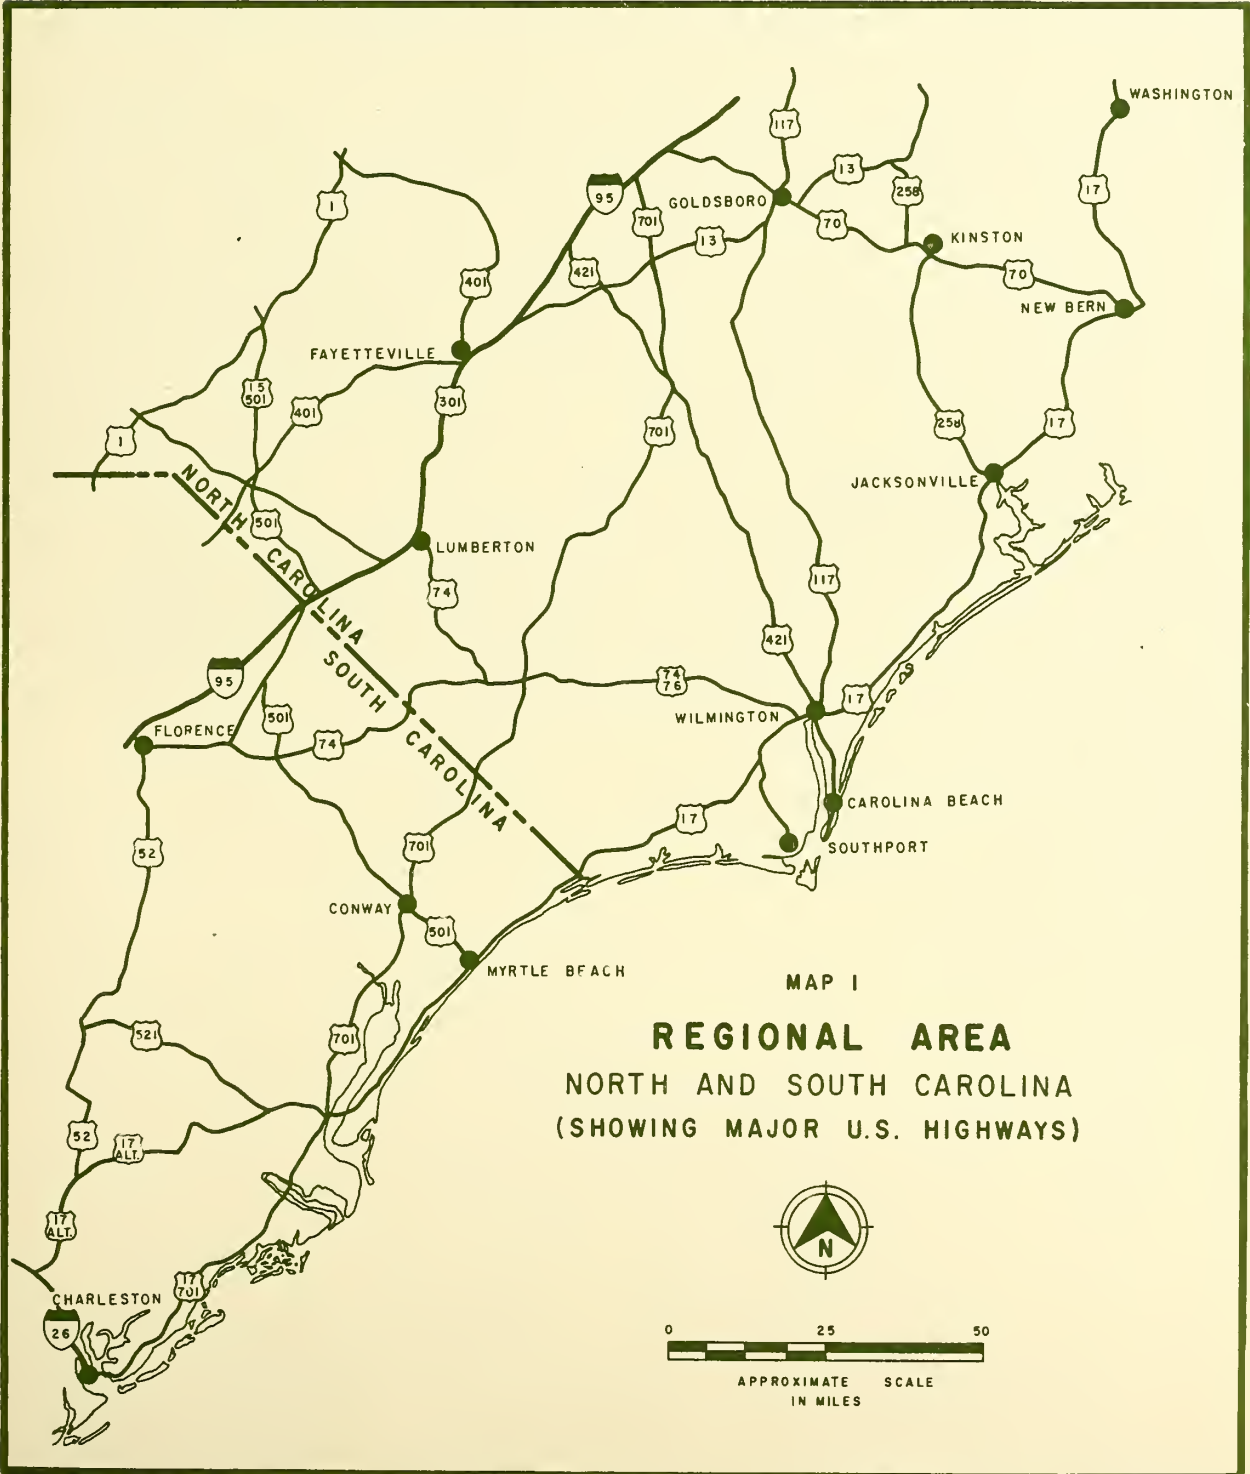 WASHINGTON
117
13
1
95
258
17
GOLDSBORO
701
70
KINSTON
13
421
70
401
NEW BERN
FAYETTEVILLE
15
501
401
301
258
17
1
701
JACKSONVILLE
NORTH CAROLINA
501
LUMBERTON
74
117
421
SOUTH CAROLINA
95
74
76
17
WILMINGTON
501
FLORENCE
74
CAROLINA BEACH
17
SOUTHPORT
52
701
CONWAY
501
MYRTLE BEACH
MAP I
REGIONAL AREA
NORTH AND SOUTH CAROLINA
(SHOWING MAJOR U.S. HIGHWAYS)
701
521
52
17
ALT.
17
ALT.
N
17
701
CHARLESTON
26
0 25 50
APPROXIMATE SCALE
IN MILES